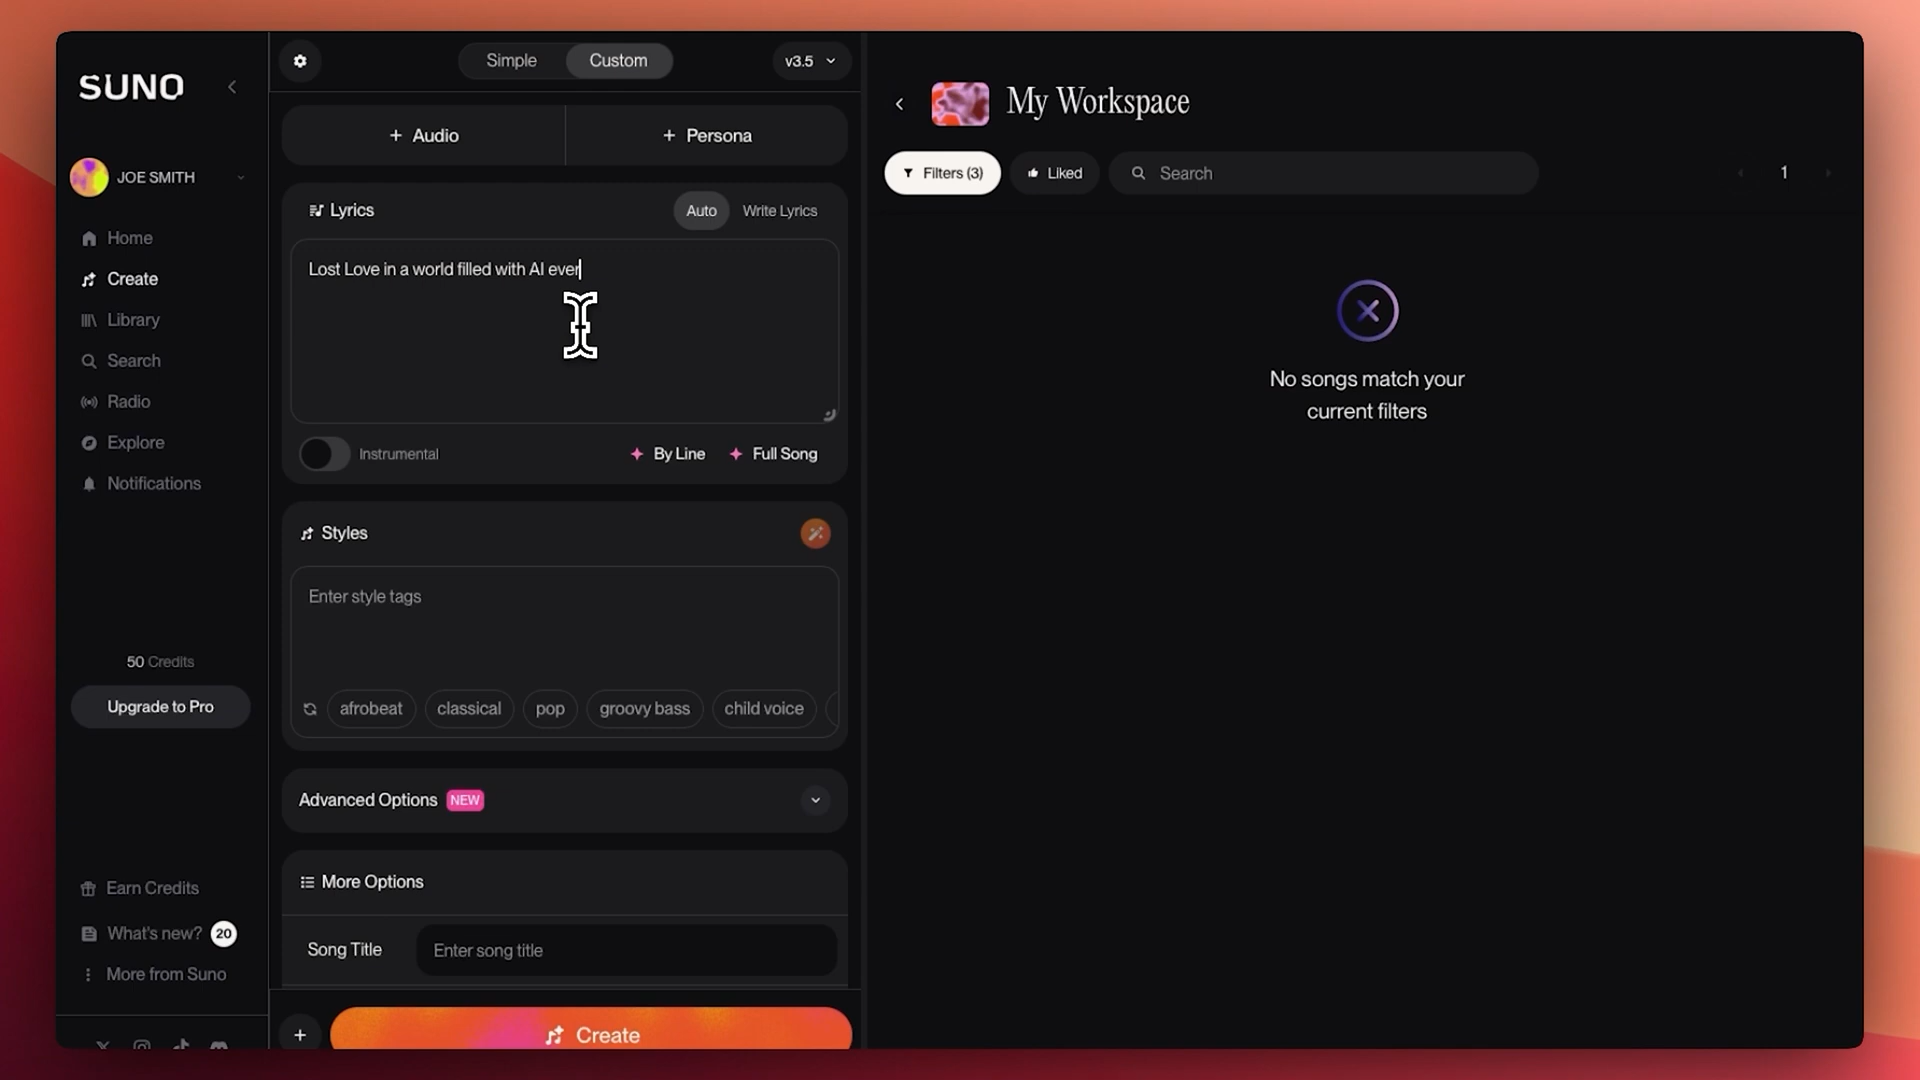 SUNO
JOE SMITH
Home
Create
Library
Search
Radio
Explore
Notifications
50 Credits
Upgrade to Pro
Earn Credits
What's new? 20
More from Suno
Simple
Custom
v3.5
+ Audio
+ Persona
Lyrics
Auto
Write Lyrics
Lost Love in a world filled with AI ever
Instrumental
By Line
Full Song
Styles
Enter style tags
afrobeat
classical
pop
groovy bass
child voice
Advanced Options NEW
More Options
Song Title
Enter song title
+
Create
My Workspace
Filters (3)
Liked
Search
1
No songs match your
current filters